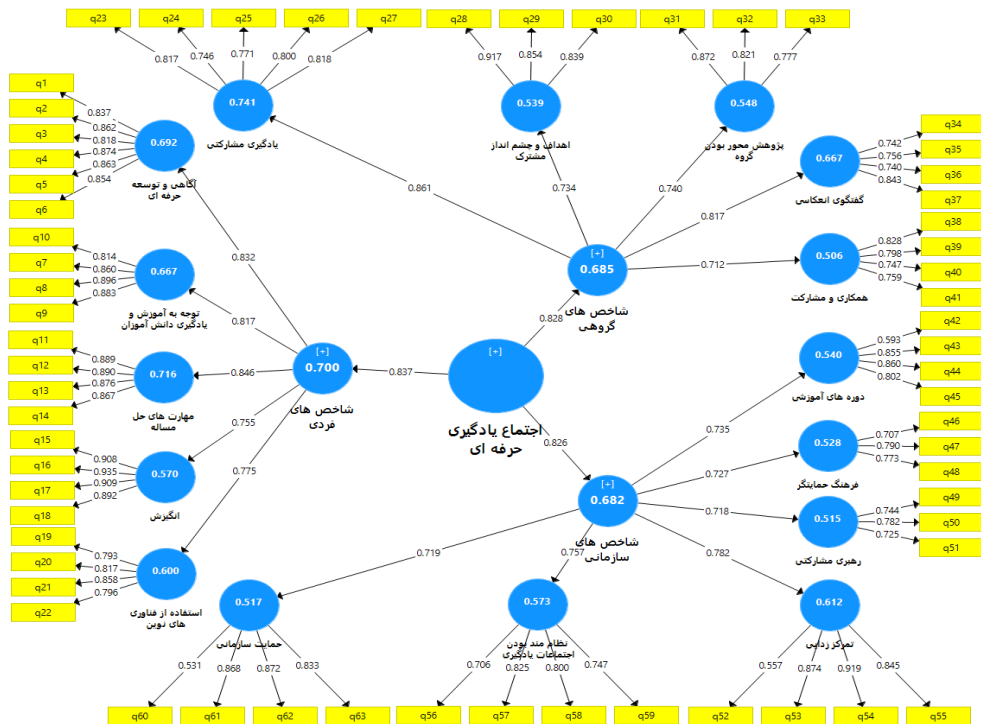 q23
q24
q25
q26
q27
q28
q29
q30
q31
q32
q33
0.817
0.746
0.771
0.800
0.818
0.917
0.854
0.839
0.872
0.821
0.777
0.741
یادگیری مشارکتی
0.539
اهداف و چشم انداز
مشترک
0.548
پژوهش محور بودن
گروه
q1
q2
q3
q4
q5
q6
0.837
0.862
0.818
0.874
0.863
0.854
0.692
آگاهی و توسعه
حرفه ای
q34
q35
q36
q37
0.742
0.756
0.740
0.843
0.667
گفتگوی انعکاسی
0.861
0.734
0.740
0.817
0.712
0.832
q10
q7
q8
q9
0.814
0.860
0.896
0.883
0.667
توجه به آموزش و
یادگیری دانش آموزان
0.817
[+]
0.685
شاخص های
گروهی
q38
q39
q40
q41
0.828
0.798
0.747
0.759
0.506
همکاری و مشارکت
0.828
q11
q12
q13
q14
0.889
0.890
0.876
0.867
0.716
مهارت های حل
مساله
0.846
[+]
0.700
شاخص های
فردی
0.837
[+]
اجتماع یادگیری
حرفه ای
0.826
q42
q43
q44
q45
0.593
0.855
0.860
0.802
0.540
دوره های آموزشی
0.735
q15
q16
q17
q18
0.908
0.935
0.909
0.892
0.570
انگیزش
0.755
0.775
q46
q47
q48
0.707
0.790
0.773
0.528
فرهنگ حمایتگر
0.727
[+]
0.682
شاخص های
سازمانی
q49
q50
q51
0.744
0.782
0.725
0.515
رهبری مشارکتی
0.718
q19
q20
q21
q22
0.793
0.817
0.858
0.796
0.600
استفاده از فناوری
های نوین
0.719
0.757
0.782
0.517
حمایت سازمانی
0.573
نظام مند بودن
اجتماعات یادگیری
0.612
تمرکز زدایی
0.531
0.868
0.872
0.833
0.706
0.825
0.800
0.747
0.557
0.874
0.919
0.845
q60
q61
q62
q63
q56
q57
q58
q59
q52
q53
q54
q55